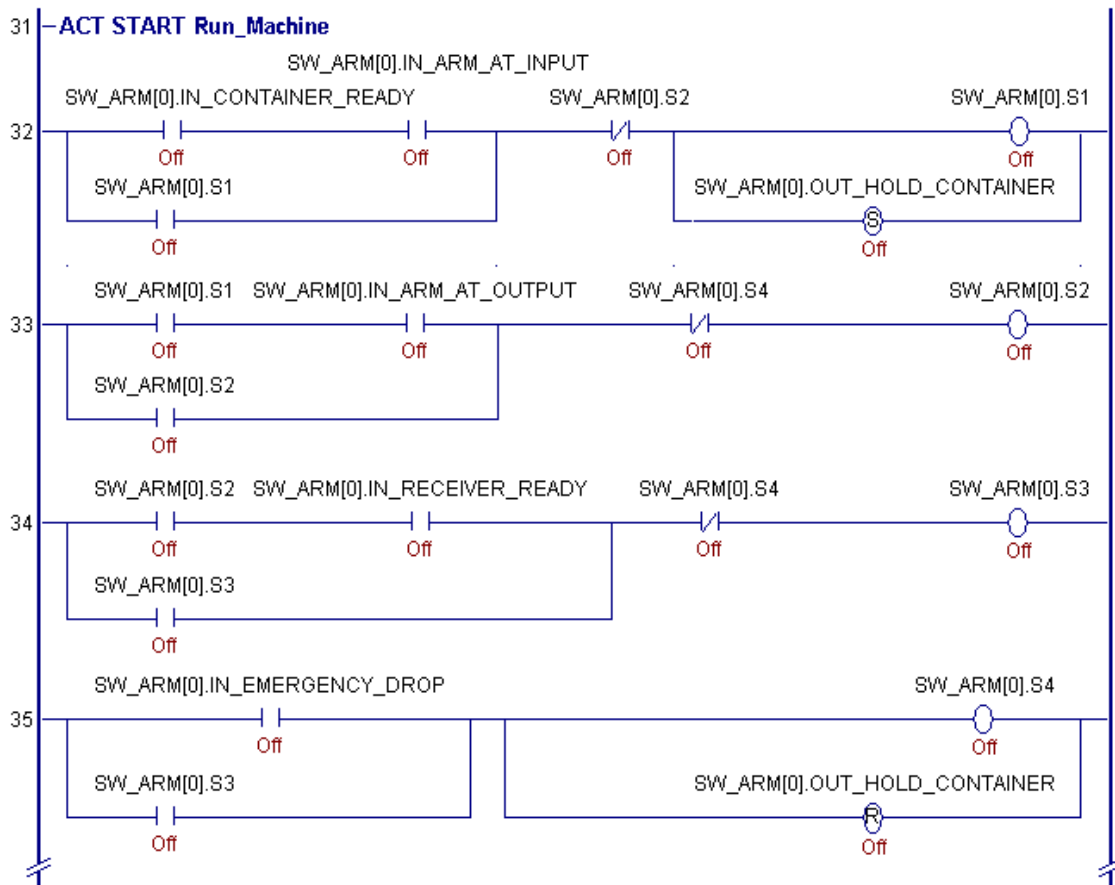 31 ACT START Run_Machine
SW_ARM[0].IN_ARM_AT_INPUT
SW_ARM[0].IN_CONTAINER_READY SW_ARM[0].S2 SW_ARM[0].S1
32
Off Off Off Off
SW_ARM[0].S1 SW_ARM[0].OUT_HOLD_CONTAINER
S
Off Off
SW_ARM[0].S1 SW_ARM[0].IN_ARM_AT_OUTPUT SW_ARM[0].S4 SW_ARM[0].S2
33
Off Off Off Off
SW_ARM[0].S2
Off
SW_ARM[0].S2 SW_ARM[0].IN_RECEIVER_READY SW_ARM[0].S4 SW_ARM[0].S3
34
Off Off Off Off
SW_ARM[0].S3
Off
SW_ARM[0].IN_EMERGENCY_DROP SW_ARM[0].S4
35
Off Off
SW_ARM[0].S3 SW_ARM[0].OUT_HOLD_CONTAINER
R
Off Off